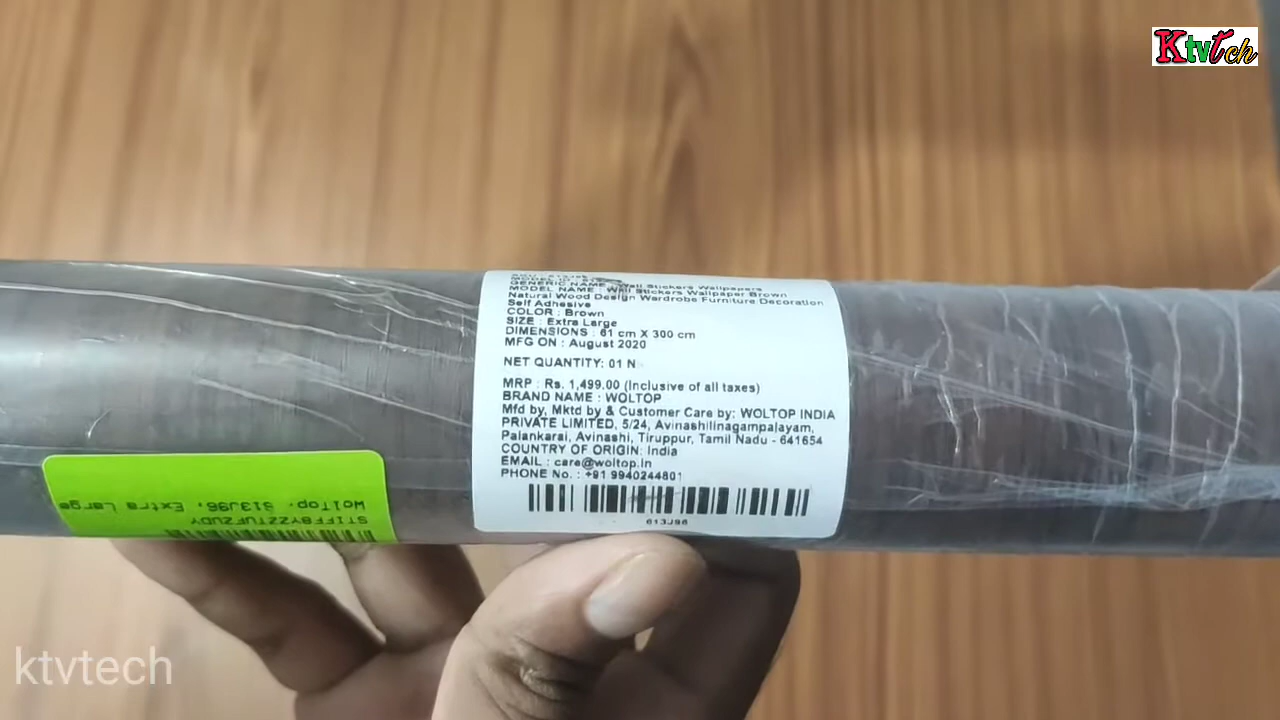 Ktvtch
GENERIC NAME : Wall Stickers Wallpapers
MODEL NAME : Wall Stickers Wallpaper Brown
Natural Wood Design Wardrobe Furniture Decoration
Self Adhesive
COLOR : Brown
SIZE : Extra Large
DIMENSIONS : 61 cm X 300 cm
MFG ON : August 2020
NET QUANTITY: 01 N
MRP : Rs. 1,499.00 (Inclusive of all taxes)
BRAND NAME : WOLTOP
Mfd by, Mktd by & Customer Care by: WOLTOP INDIA
PRIVATE LIMITED, 5/24, Avinashilinagampalayam,
Palankarai, Avinashi, Tiruppur, Tamil Nadu - 641654
COUNTRY OF ORIGIN: India
EMAIL : care@woltop.in
PHONE No. : +91 9940244801
613J96
STIFF8YZZTUFZUDY
WolTop, 613J96, Extra Large
ktvtech